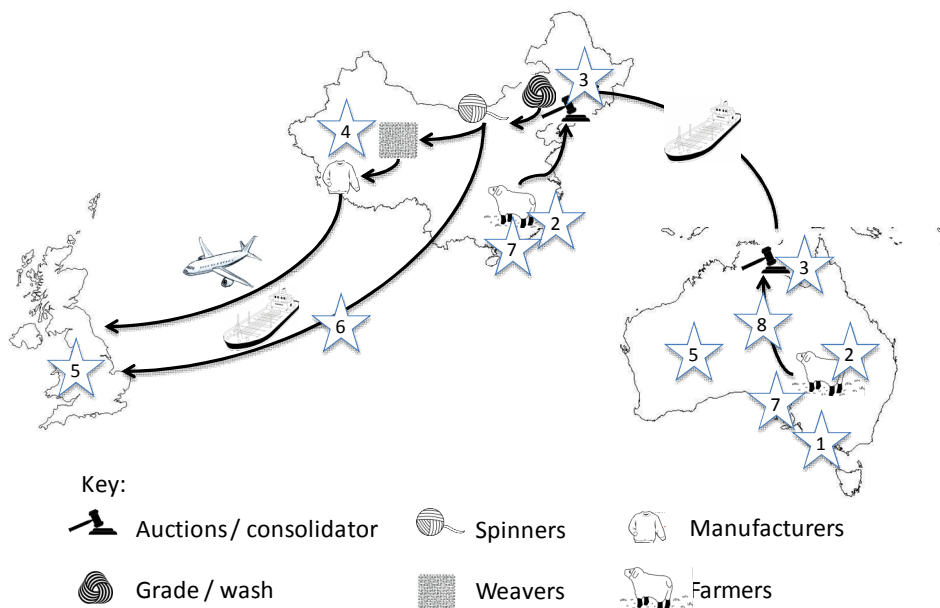 3
4
2
7
3
6
8
5
5
2
7
1
Key:
Auctions / consolidator
Spinners
Manufacturers
Grade / wash
Weavers
Farmers